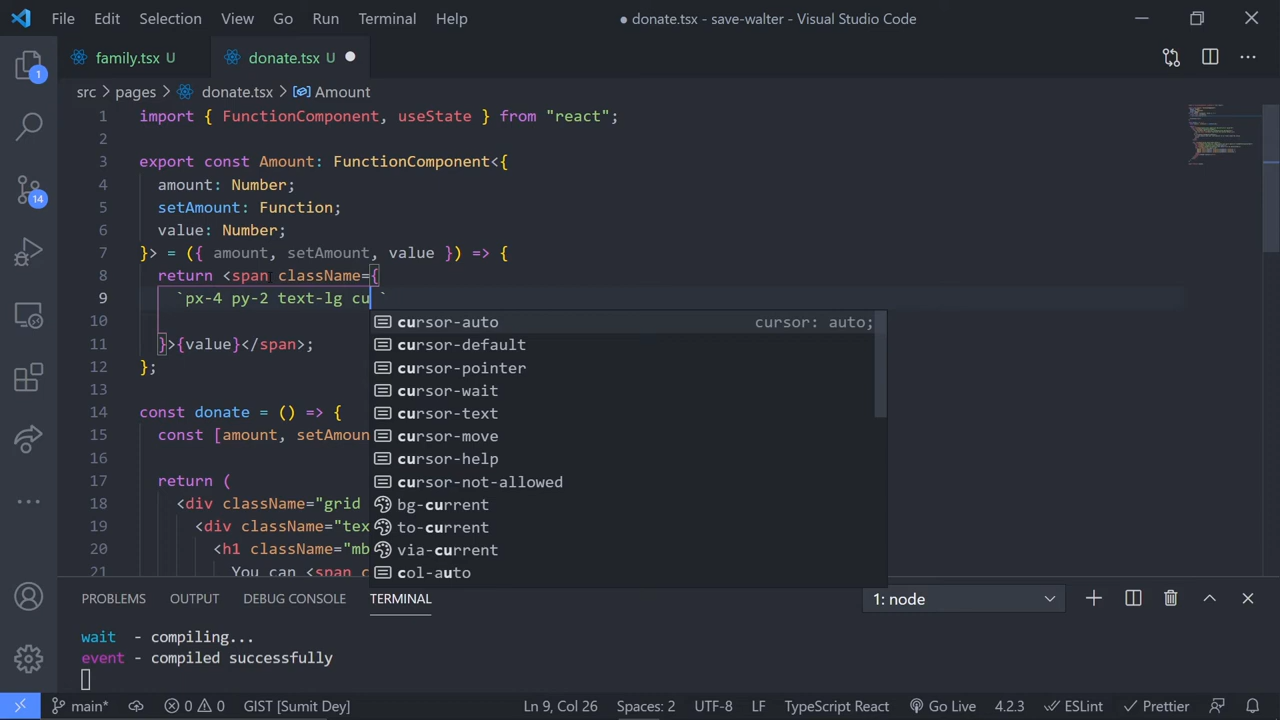 File Edit Selection View Go Run Terminal Help ● donate.tsx - save-walter - Visual Studio Code
family.tsx U donate.tsx U
src > pages > donate.tsx > Amount
1 import { FunctionComponent, useState } from "react";
2
3 export const Amount: FunctionComponent<{
4 amount: Number;
5 setAmount: Function;
6 value: Number;
7 }> = ({ amount, setAmount, value }) => {
8 return <span className={
9 `px-4 py-2 text-lg cu `
cursor-auto cursor: auto;
10
cursor-default
11 }>{value}</span>;
cursor-pointer
12 };
cursor-wait
13
cursor-text
14 const donate = () => {
cursor-move
15 const [amount, setAmoun
cursor-help
16
cursor-not-allowed
17 return (
bg-current
18 <div className="grid
to-current
19 <div className="tex
via-current
20 <h1 className="mb
col-auto
21 You can <span c
PROBLEMS OUTPUT DEBUG CONSOLE TERMINAL 1: node
wait - compiling...
event - compiled successfully
1
14
main* 0 0 GIST [Sumit Dey] Ln 9, Col 26 Spaces: 2 UTF-8 LF TypeScript React Go Live 4.2.3 ESLint Prettier